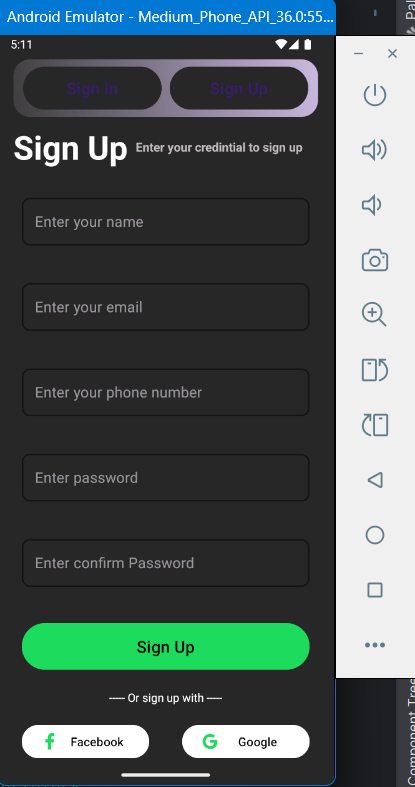 Android Emulator - Medium_Phone_API_36.0:55...
5:11
Sign In
Sign Up
Sign Up
Enter your credintial to sign up
Enter your name
Enter your email
Enter your phone number
Enter password
Enter confirm Password
Sign Up
----- Or sign up with -----
Facebook
Google
Pal
Component Tree